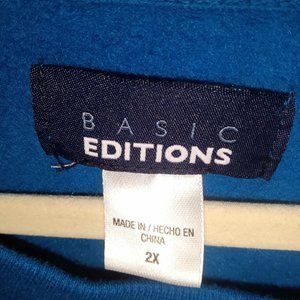 BASIC
EDITIONS
MADE IN / HECHO EN
CHINA
2X